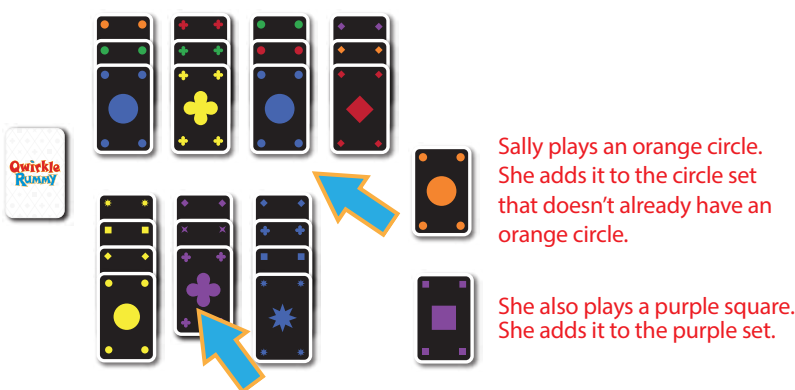 Qwirkle
Rummy
Sally plays an orange circle.
She adds it to the circle set
that doesn’t already have an
orange circle.
She also plays a purple square.
She adds it to the purple set.